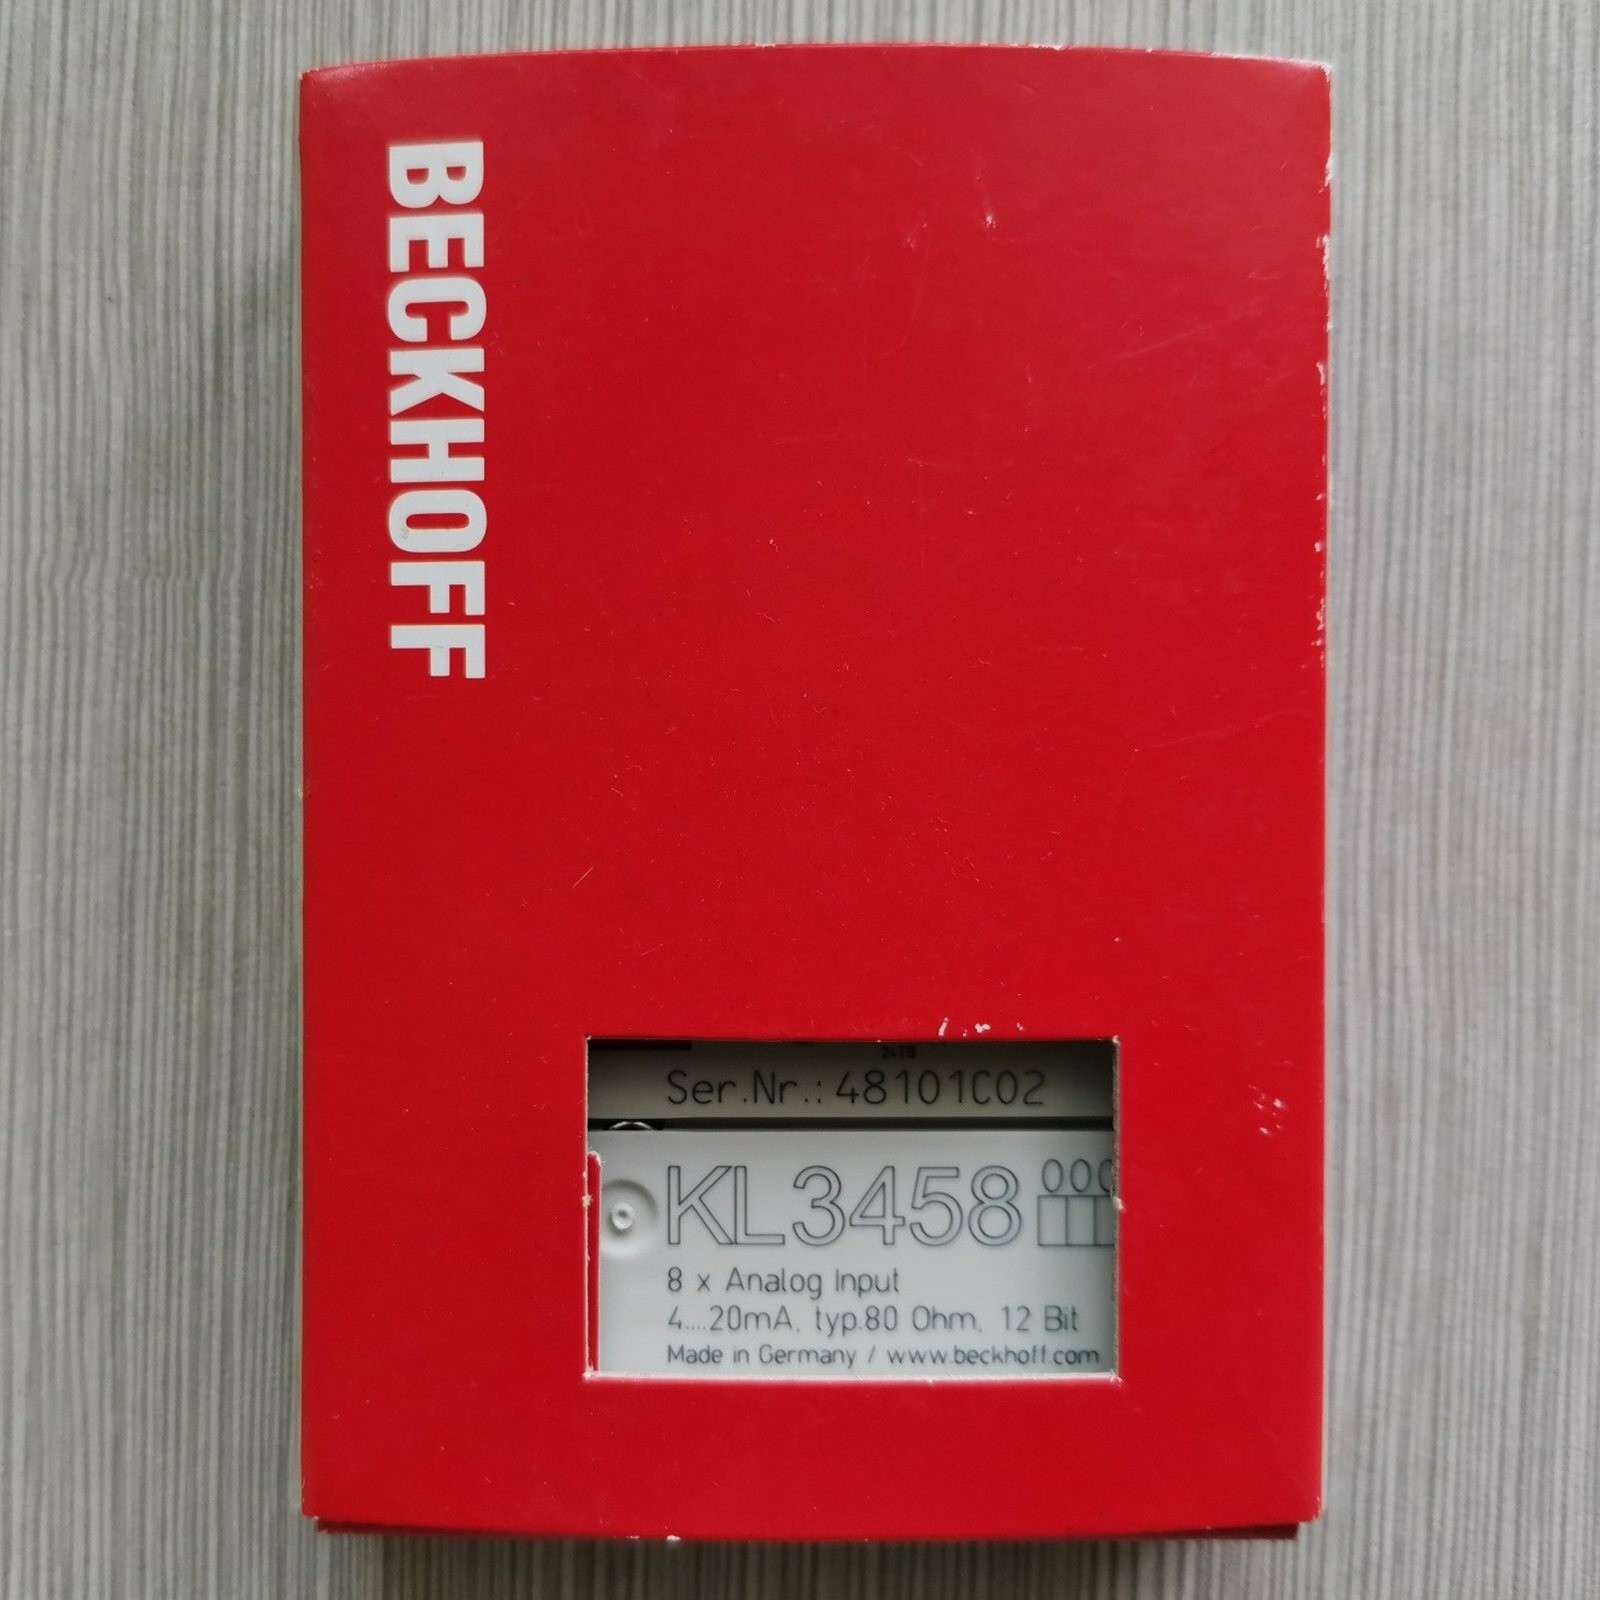 BECKHOFF
Ser.Nr.: 48101C02
KL3458
000
8 x Analog Input
4....20mA, typ.80 Ohm, 12 Bit
Made in Germany / www.beckhoff.com